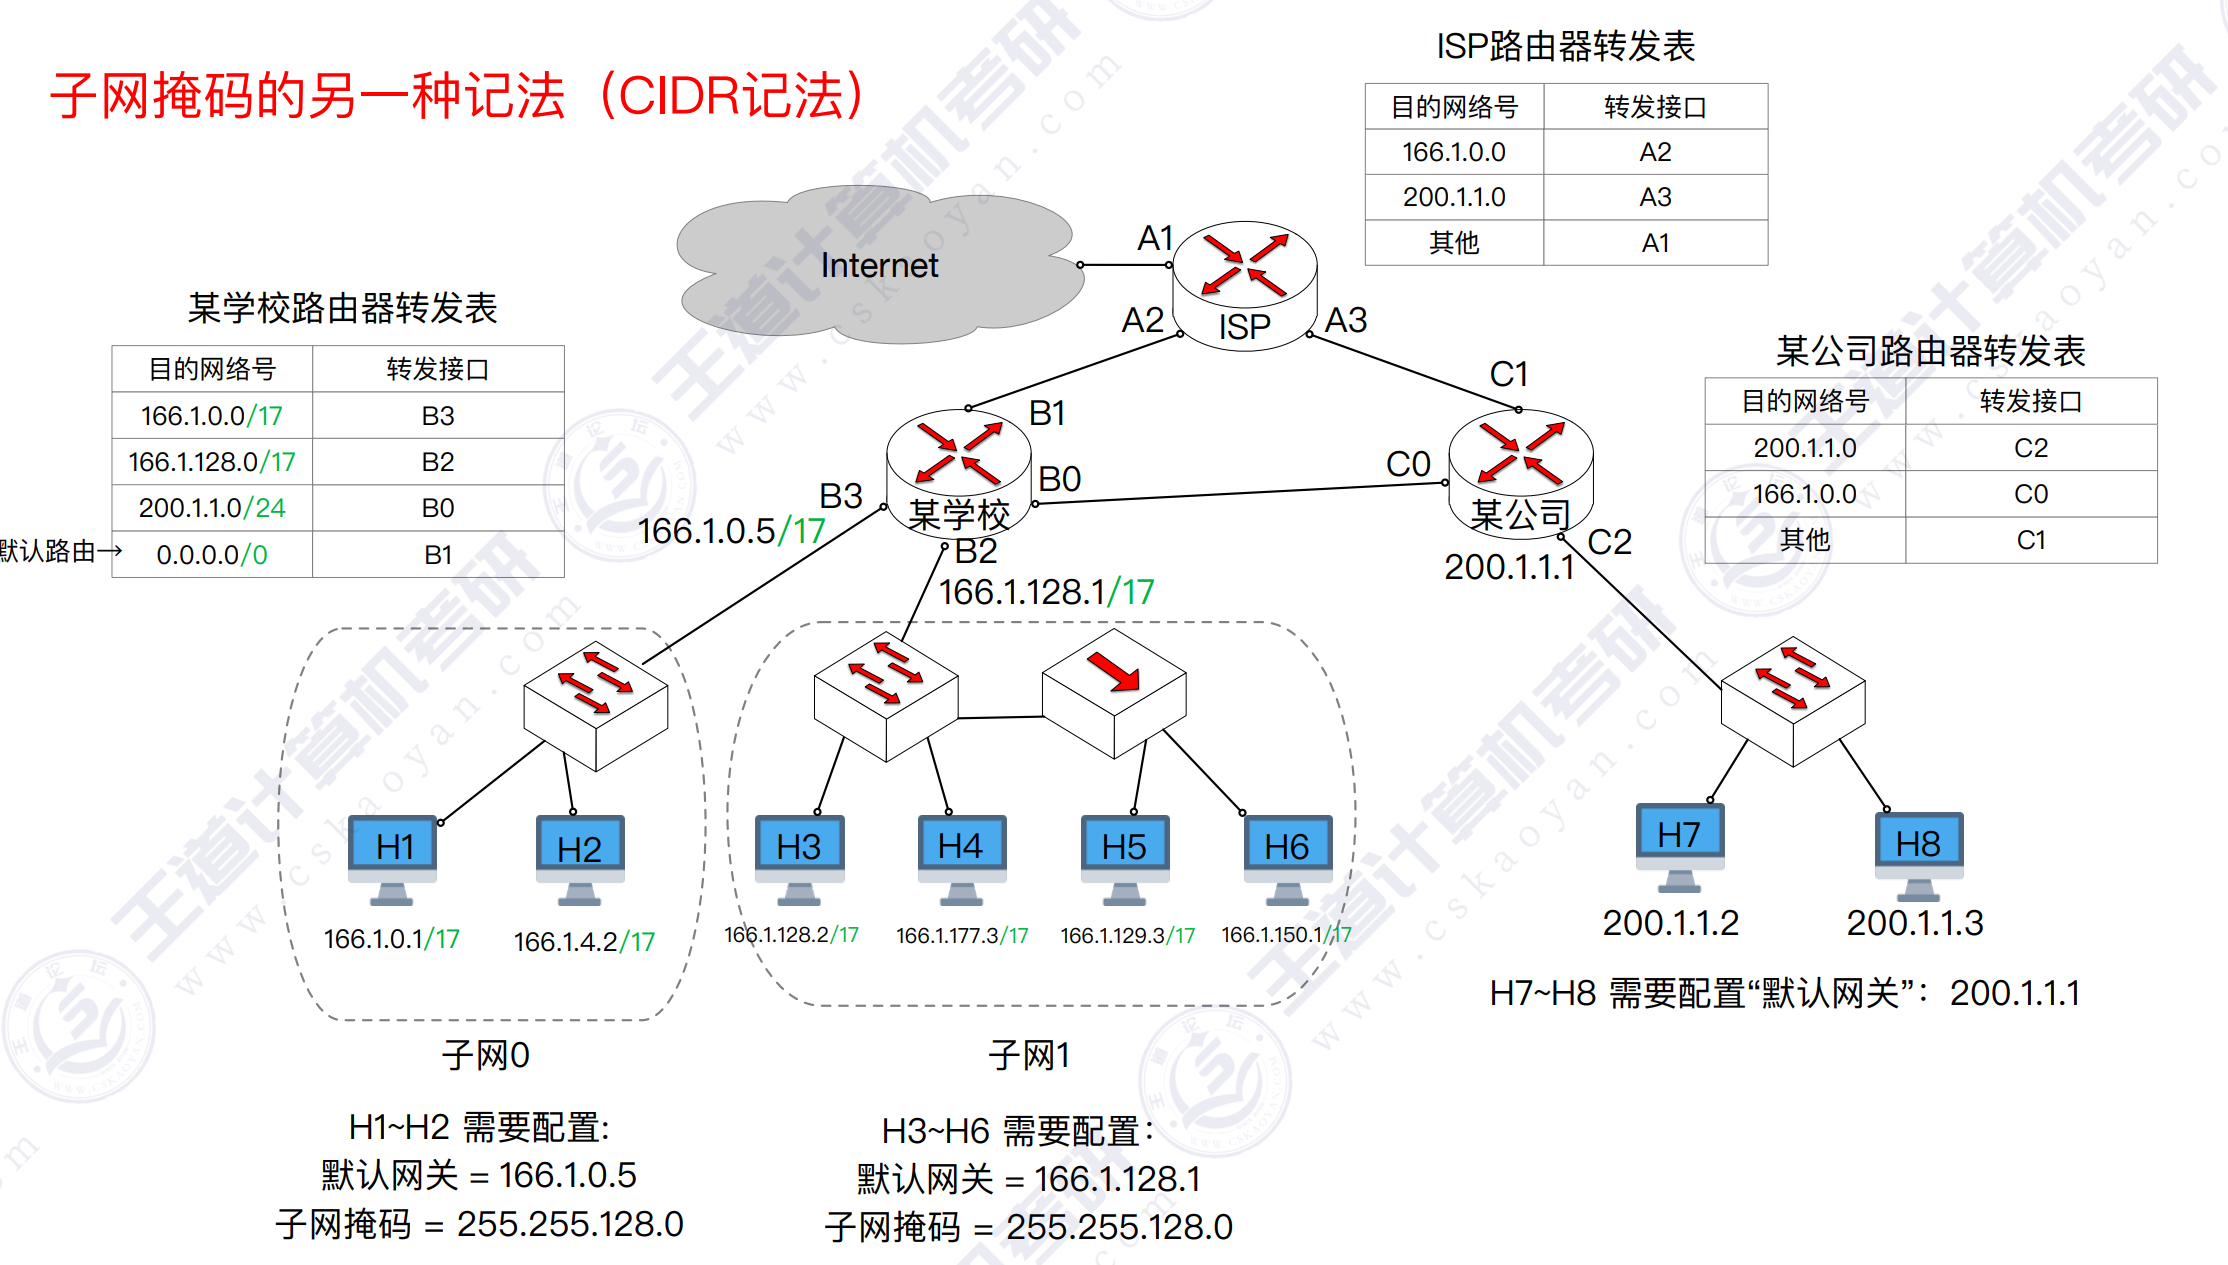 子网掩码的另一种记法（CIDR记法）
ISP路由器转发表
目的网络号 转发接口
166.1.0.0 A2
200.1.1.0 A3
其他 A1
Internet
A1
A2
ISP
A3
某学校路由器转发表
目的网络号 转发接口
166.1.0.0/17 B3
166.1.128.0/17 B2
200.1.1.0/24 B0
默认路由→ 0.0.0.0/0 B1
某公司路由器转发表
目的网络号 转发接口
200.1.1.0 C2
166.1.0.0 C0
其他 C1
B1
B0
B3
某学校
B2
C1
C0
某公司
C2
166.1.0.5/17
166.1.128.1/17
200.1.1.1
H1
H2
H3
H4
H5
H6
H7
H8
166.1.0.1/17
166.1.4.2/17
166.1.128.2/17
166.1.177.3/17
166.1.129.3/17
166.1.150.1/17
200.1.1.2
200.1.1.3
H7~H8 需要配置“默认网关”：200.1.1.1
子网0
子网1
H1~H2 需要配置:
默认网关 = 166.1.0.5
子网掩码 = 255.255.128.0
H3~H6 需要配置：
默认网关 = 166.1.128.1
子网掩码 = 255.255.128.0
王道计算机考研
www.cskaoyan.com